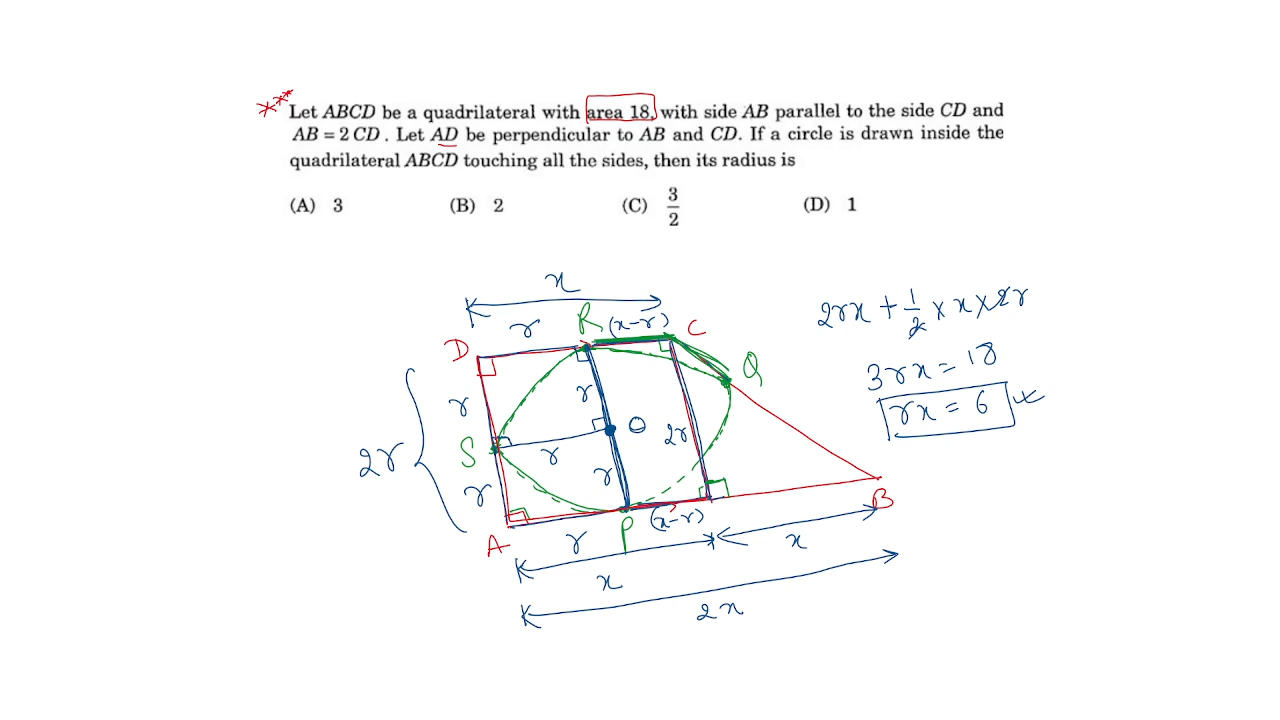 ***
Let ABCD be a quadrilateral with area 18, with side AB parallel to the side CD and
AB = 2 CD . Let AD be perpendicular to AB and CD. If a circle is drawn inside the
quadrilateral ABCD touching all the sides, then its radius is
(A) 3 (B) 2 (C) 3/2 (D) 1
x
r R (x-r) C
D
Q
r r
S O 2r
2r r r
r
A r P (x-r) B
x x
2x
2rx + 1/2 × x × 2r
3rx = 18
rx = 6